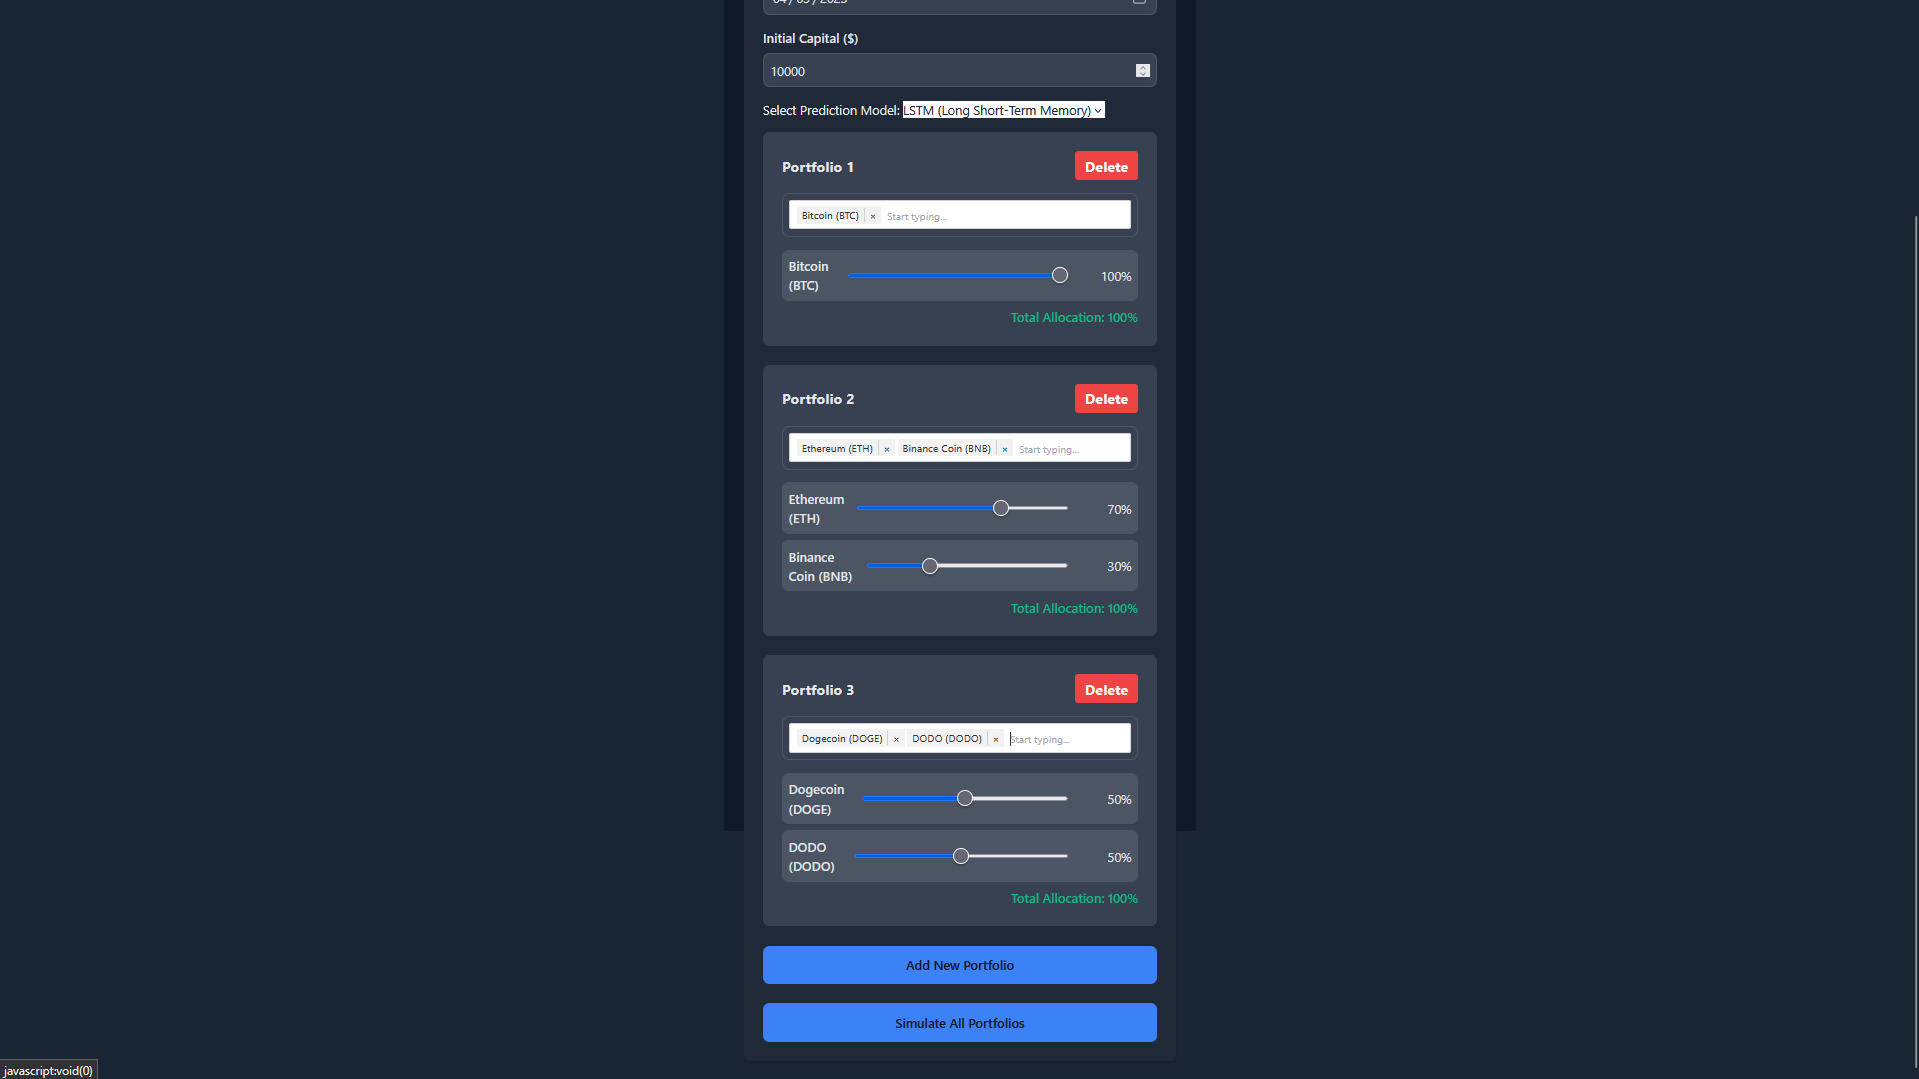 Initial Capital ($)
10000
Select Prediction Model: LSTM (Long Short-Term Memory)
Portfolio 1
Delete
Bitcoin (BTC) × Start typing...
Bitcoin
(BTC)
100%
Total Allocation: 100%
Portfolio 2
Delete
Ethereum (ETH) × Binance Coin (BNB) × Start typing...
Ethereum
(ETH)
70%
Binance
Coin (BNB)
30%
Total Allocation: 100%
Portfolio 3
Delete
Dogecoin (DOGE) × DODO (DODO) × Start typing...
Dogecoin
(DOGE)
50%
DODO
(DODO)
50%
Total Allocation: 100%
Add New Portfolio
Simulate All Portfolios
javascript:void(0)